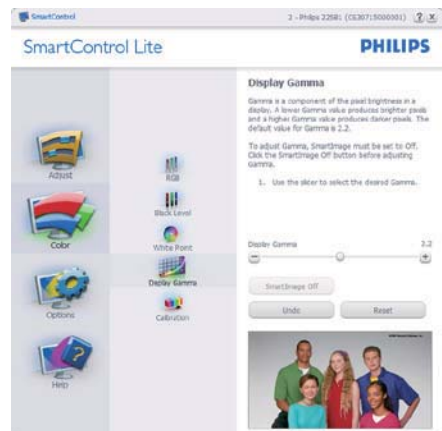 SmartControl
2 - Philips 225B1 (CS30715000001)
SmartControl Lite
PHILIPS
Display Gamma
Gamma is a component of the pixel brightness in a
display. A lower Gamma value produces brighter pixels
and a higher Gamma value produces darker pixels. The
default value for Gamma is 2.2.
To adjust Gamma, SmartImage must be set to Off.
Click the SmartImage Off button before adjusting
Gamma.
1. Use the slider to select the desired Gamma.
Adjust
Color
Options
Help
RGB
Black Level
White Point
Display Gamma
Calibration
Display Gamma
2.2
SmartImage Off
Undo
Reset